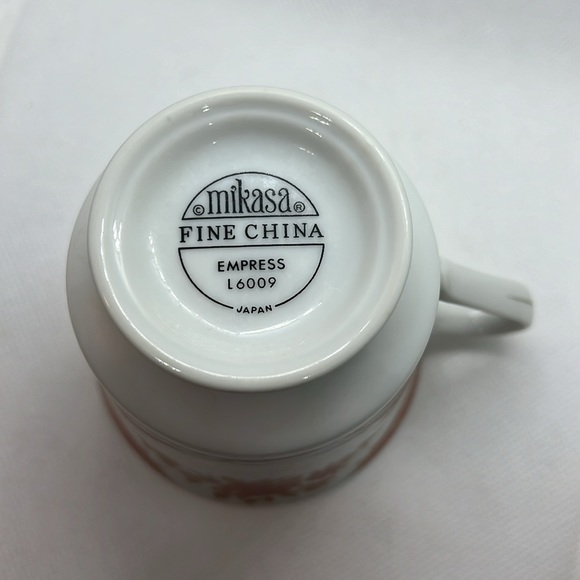 © mikasa ®
FINE CHINA
EMPRESS
L6009
JAPAN